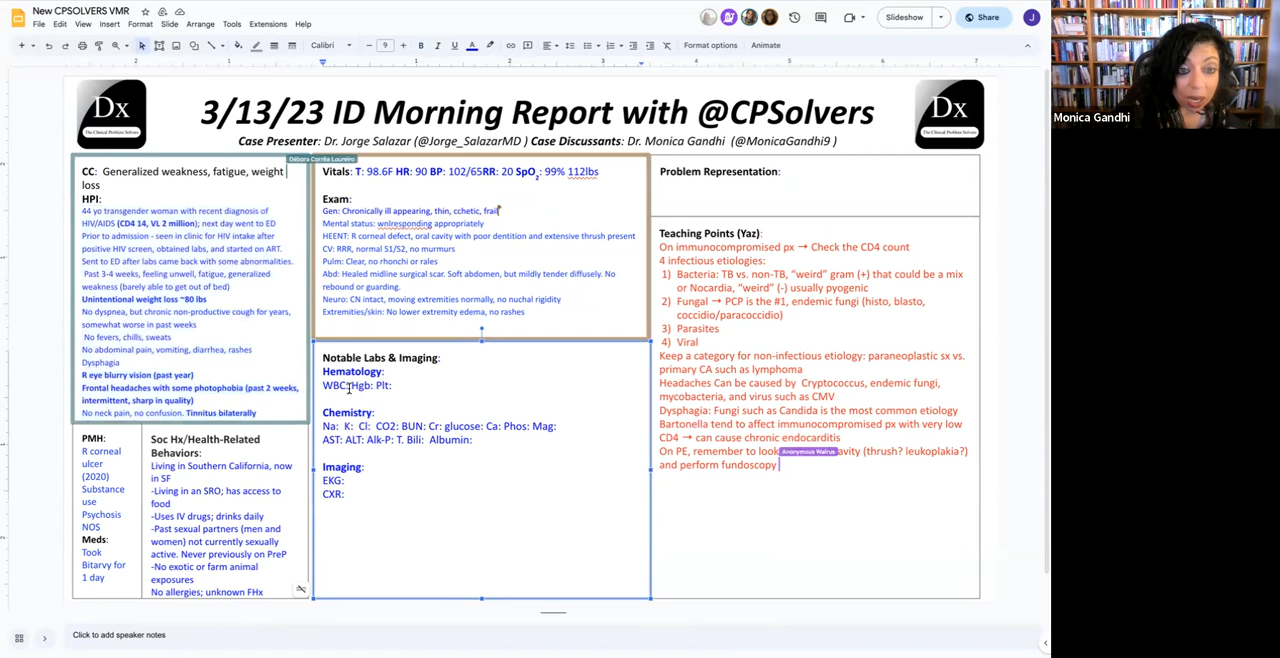 New CPSOLVERS VMR
File Edit View Insert Format Slide Arrange Tools Extensions Help
Slideshow
Share
J
Calibri
9
Format options
Animate
Dx
The Clinical Problem Solvers
3/13/23 ID Morning Report with @CPSolvers
Case Presenter: Dr. Jorge Salazar (@Jorge_SalazarMD ) Case Discussants: Dr. Monica Gandhi (@MonicaGandhi9 )
Dx
The Clinical Problem Solvers
Débora Corrêa Loureiro
CC: Generalized weakness, fatigue, weight
loss
HPI:
44 yo transgender woman with recent diagnosis of
HIV/AIDS (CD4 14, VL 2 million); next day went to ED
Prior to admission - seen in clinic for HIV intake after
positive HIV screen, obtained labs, and started on ART.
Sent to ED after labs came back with some abnormalities.
Past 3-4 weeks, feeling unwell, fatigue, generalized
weakness (barely able to get out of bed)
Unintentional weight loss ~80 lbs
No dyspnea, but chronic non-productive cough for years,
somewhat worse in past weeks
No fevers, chills, sweats
No abdominal pain, vomiting, diarrhea, rashes
Dysphagia
R eye blurry vision (past year)
Frontal headaches with some photophobia (past 2 weeks,
intermittent, sharp in quality)
No neck pain, no confusion. Tinnitus bilaterally
PMH:
R corneal
ulcer
(2020)
Substance
use
Psychosis
NOS
Meds:
Took
Bitarvy for
1 day
Soc Hx/Health-Related
Behaviors:
Living in Southern California, now
in SF
-Living in an SRO; has access to
food
-Uses IV drugs; drinks daily
-Past sexual partners (men and
women) not currently sexually
active. Never previously on PreP
-No exotic or farm animal
exposures
No allergies; unknown FHx
Vitals: T: 98.6F HR: 90 BP: 102/65RR: 20 SpO2: 99% 112lbs
Exam:
Gen: Chronically ill appearing, thin, cchetic, frail
Mental status: wnlresponding appropriately
HEENT: R corneal defect, oral cavity with poor dentition and extensive thrush present
CV: RRR, normal S1/S2, no murmurs
Pulm: Clear, no rhonchi or rales
Abd: Healed midline surgical scar. Soft abdomen, but mildly tender diffusely. No
rebound or guarding.
Neuro: CN intact, moving extremities normally, no nuchal rigidity
Extremities/skin: No lower extremity edema, no rashes
Notable Labs & Imaging:
Hematology:
WBC: Hgb: Plt:
Chemistry:
Na: K: Cl: CO2: BUN: Cr: glucose: Ca: Phos: Mag:
AST: ALT: Alk-P: T. Bili: Albumin:
Imaging:
EKG:
CXR:
Problem Representation:
Teaching Points (Yaz):
On immunocompromised px → Check the CD4 count
4 infectious etiologies:
1) Bacteria: TB vs. non-TB, “weird” gram (+) that could be a mix
or Nocardia, “weird” (-) usually pyogenic
2) Fungal → PCP is the #1, endemic fungi (histo, blasto,
coccidio/paracoccidio)
3) Parasites
4) Viral
Keep a category for non-infectious etiology: paraneoplastic sx vs.
primary CA such as lymphoma
Headaches Can be caused by Cryptococcus, endemic fungi,
mycobacteria, and virus such as CMV
Dysphagia: Fungi such as Candida is the most common etiology
Bartonella tend to affect immunocompromised px with very low
CD4 → can cause chronic endocarditis
On PE, remember to look Anonymous Walrus avity (thrush? leukoplakia?)
and perform fundoscopy
Click to add speaker notes
Monica Gandhi